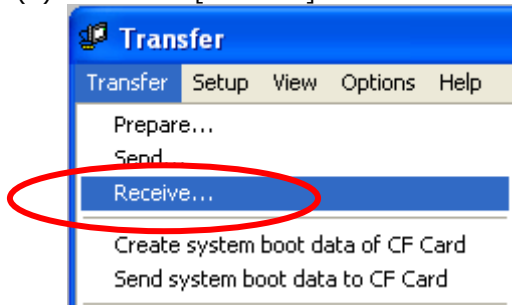 Transfer
Transfer Setup View Options Help
Prepare...
Send...
Receive...
Create system boot data of CF Card
Send system boot data to CF Card